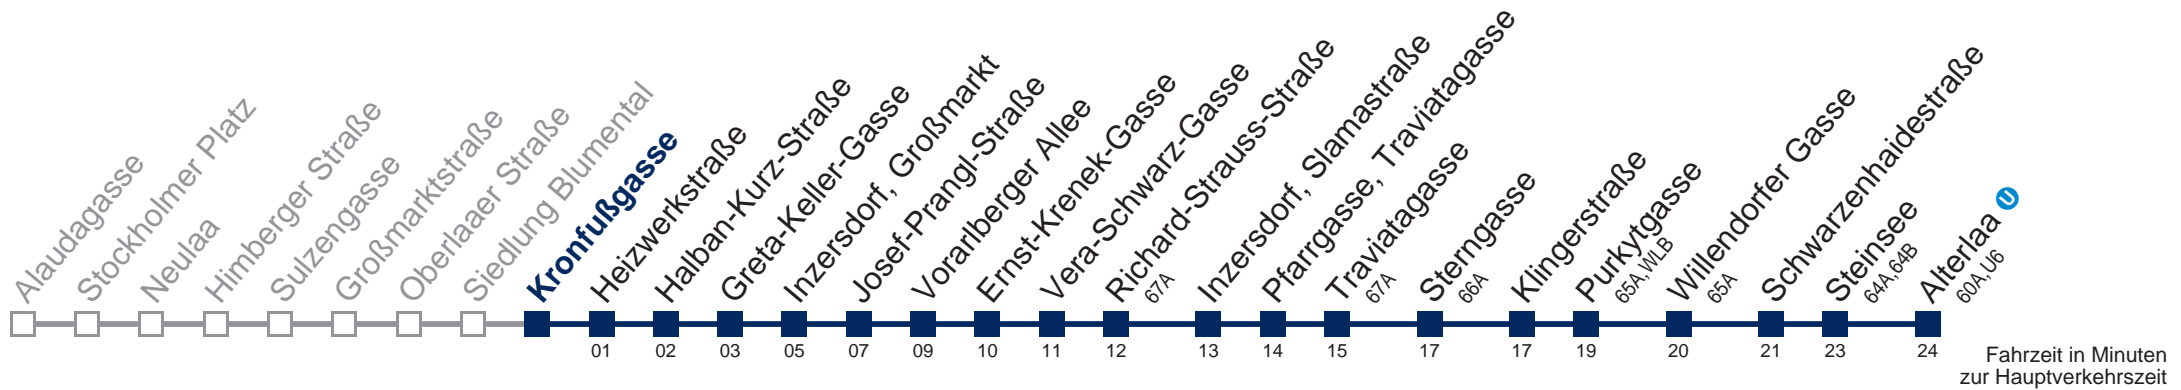 Alaudagasse
Stockholmer Platz
Neulaa
Himberger Straße
Sulzengasse
Großmarktstraße
Oberlaaer Straße
Siedlung Blumental
Kronfußgasse
Heizwerkstraße
Halban-Kurz-Straße
Greta-Keller-Gasse
Inzersdorf, Großmarkt
Josef-Prangl-Straße
Vorarlberger Allee
Ernst-Krenek-Gasse
Vera-Schwarz-Gasse
Richard-Strauss-Straße
67A
Inzersdorf, Slamastraße
Pfarrgasse, Traviatagasse
Traviatagasse
67A
Sterngasse
66A
Klingerstraße
Purkytgasse
65A, WLB
Willendorfer Gasse
65A
Schwarzenhaidestraße
Steinsee
64A, 64B
Alterlaa U
60A, U6
01 02 03 05 07 09 10 11 12 13 14 15 17 17 19 20 21 23 24
Fahrzeit in Minuten
zur Hauptverkehrszeit